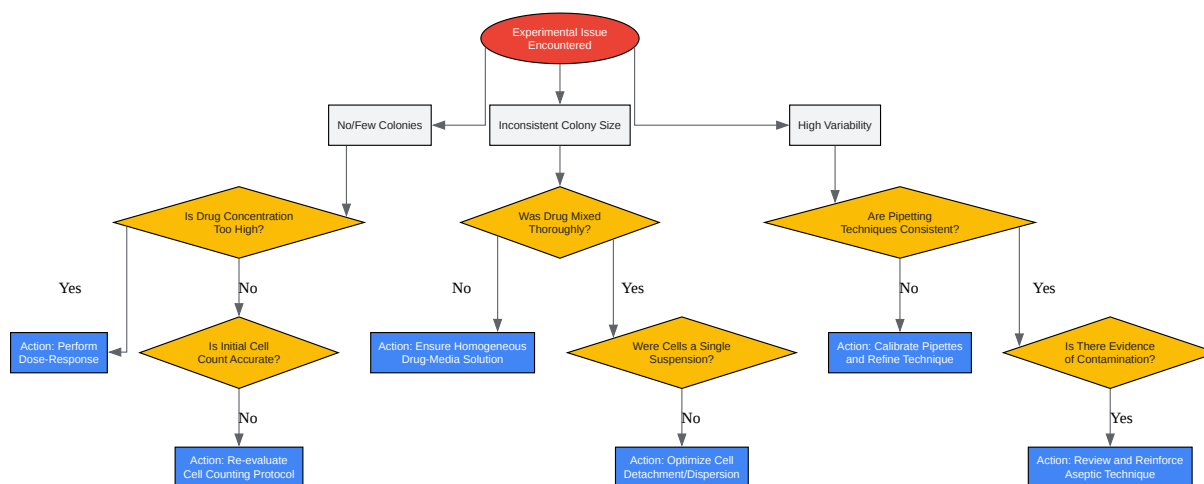 Experimental Issue
Encountered
No/Few Colonies
Inconsistent Colony Size
High Variability
Is Drug Concentration
Too High?
Was Drug Mixed
Thoroughly?
Are Pipetting
Techniques Consistent?
Yes
No
No
Yes
No
Yes
Action: Perform
Dose-Response
Is Initial Cell
Count Accurate?
Action: Ensure Homogeneous
Drug-Media Solution
Were Cells a Single
Suspension?
Action: Calibrate Pipettes
and Refine Technique
Is There Evidence
of Contamination?
No
No
Yes
Action: Re-evaluate
Cell Counting Protocol
Action: Optimize Cell
Detachment/Dispersion
Action: Review and Reinforce
Aseptic Technique